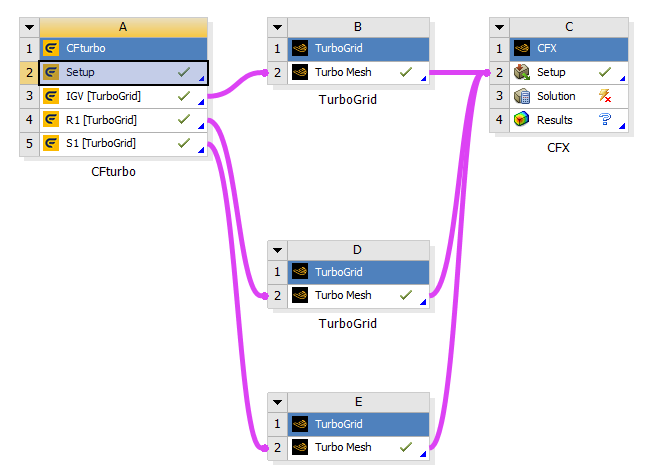 A
1 CFturbo
2 Setup
3 IGV [TurboGrid]
4 R1 [TurboGrid]
5 S1 [TurboGrid]
CFturbo
B
1 TurboGrid
2 Turbo Mesh
TurboGrid
C
1 CFX
2 Setup
3 Solution
4 Results
CFX
D
1 TurboGrid
2 Turbo Mesh
TurboGrid
E
1 TurboGrid
2 Turbo Mesh